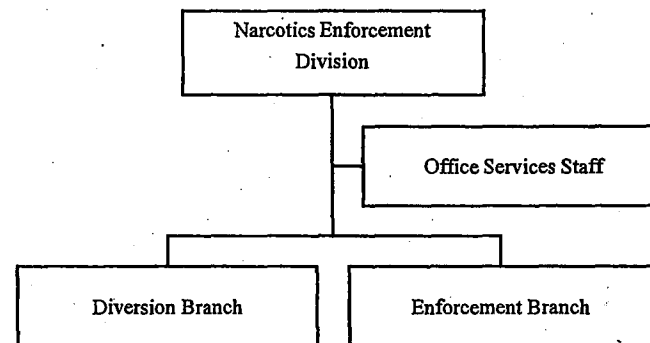 Narcotics Enforcement
Division
Office Services Staff
Diversion Branch
Enforcement Branch